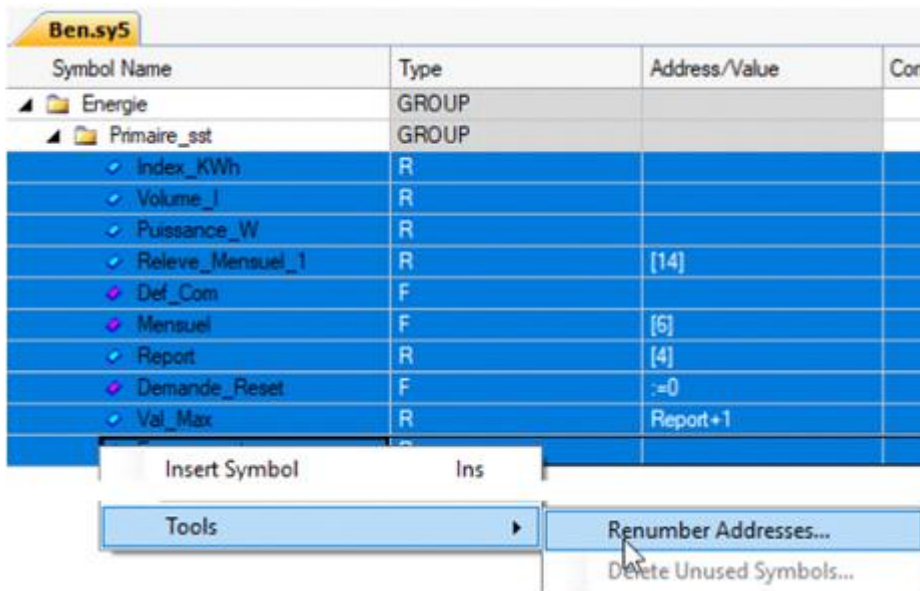 Ben.sy5
Symbol Name Type Address/Value Con
Energie GROUP
Primaire_sst GROUP
Index_KWh R
Volume_l R
Puissance_W R
Releve_Mensuel_1 R [14]
Def_Com F
Mensuel F [6]
Report R [4]
Demande_Reset F :=0
Val_Max R Report+1
Insert Symbol Ins
Tools Renumber Addresses...
Delete Unused Symbols...